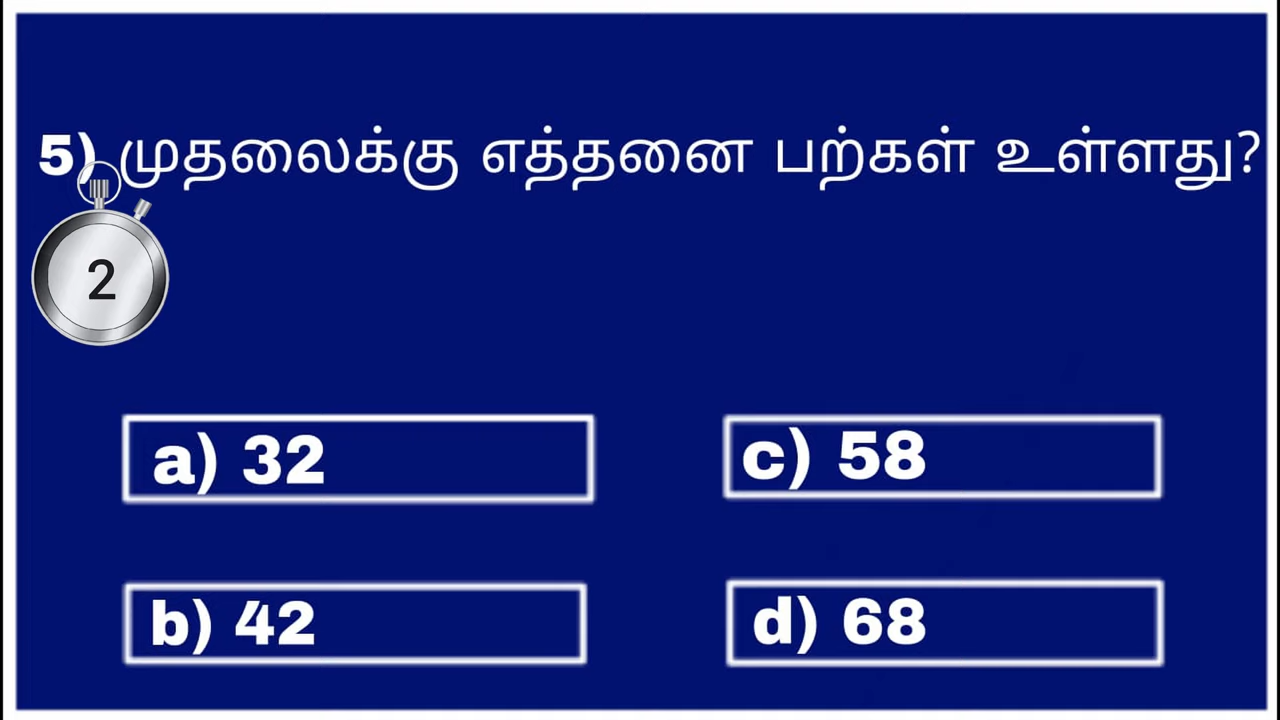 5) முதலைக்கு எத்தனை பற்கள் உள்ளது?
2
a) 32
c) 58
b) 42
d) 68